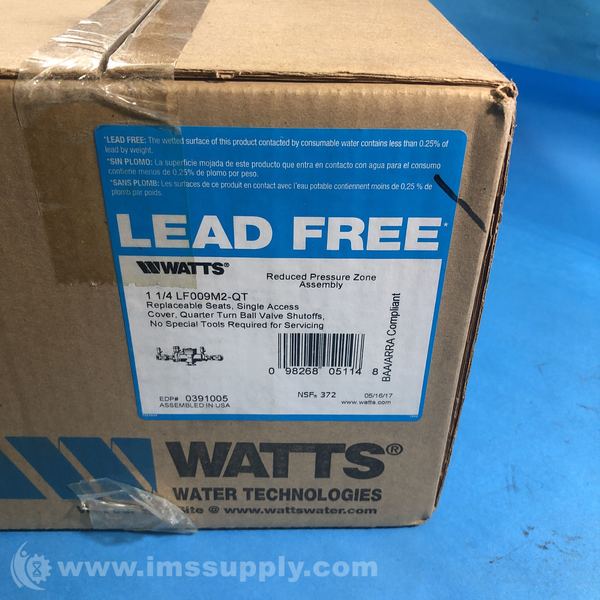 *LEAD FREE: The wetted surface of this product contacted by consumable water contains less than 0.25% of
lead by weight.
*SIN PLOMO: La superficie mojada de este producto que entra en contacto con agua para el consumo
contiene menos de 0.25% de plomo por peso.
*SANS PLOMB: Les surfaces de ce produit en contact avec l'eau potable contiennent moins de 0,25 % de
plomb par poids.
LEAD FREE*
WATTS®
Reduced Pressure Zone
Assembly
1 1/4 LF009M2-QT
Replaceable Seats, Single Access
Cover, Quarter Turn Ball Valve Shutoffs,
No Special Tools Required for Servicing
BAA/ARRA Compliant
0 98268 05114 8
EDP# 0391005
ASSEMBLED IN USA
NSF® 372
05/16/17
www.watts.com
WATTS®
WATER TECHNOLOGIES
Site @ www.wattswater.com
www.imssupply.com